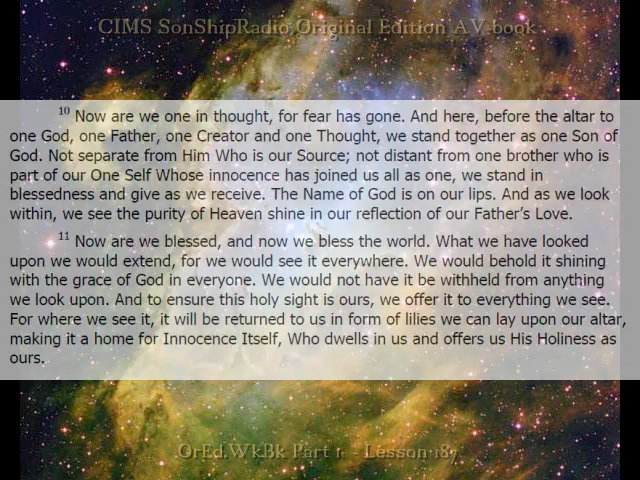 CIMS SonShipRadio Original Edition AV-book
10 Now are we one in thought, for fear has gone. And here, before the altar to
one God, one Father, one Creator and one Thought, we stand together as one Son of
God. Not separate from Him Who is our Source; not distant from one brother who is
part of our One Self Whose innocence has joined us all as one, we stand in
blessedness and give as we receive. The Name of God is on our lips. And as we look
within, we see the purity of Heaven shine in our reflection of our Father’s Love.
11 Now are we blessed, and now we bless the world. What we have looked
upon we would extend, for we would see it everywhere. We would behold it shining
with the grace of God in everyone. We would not have it be withheld from anything
we look upon. And to ensure this holy sight is ours, we offer it to everything we see.
For where we see it, it will be returned to us in form of lilies we can lay upon our altar,
making it a home for Innocence Itself, Who dwells in us and offers us His Holiness as
ours.
OrEd.WkBk Part 1 - Lesson 187